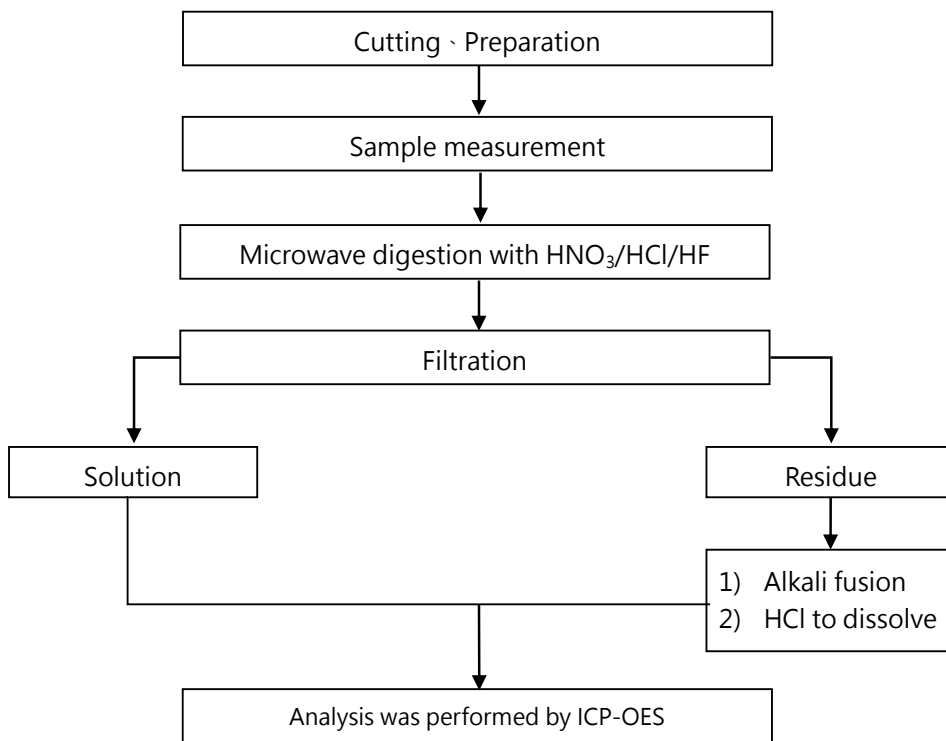 Cutting、Preparation
Sample measurement
Microwave digestion with HNO₃/HCl/HF
Filtration
Solution
Residue
1) Alkali fusion
2) HCl to dissolve
Analysis was performed by ICP-OES